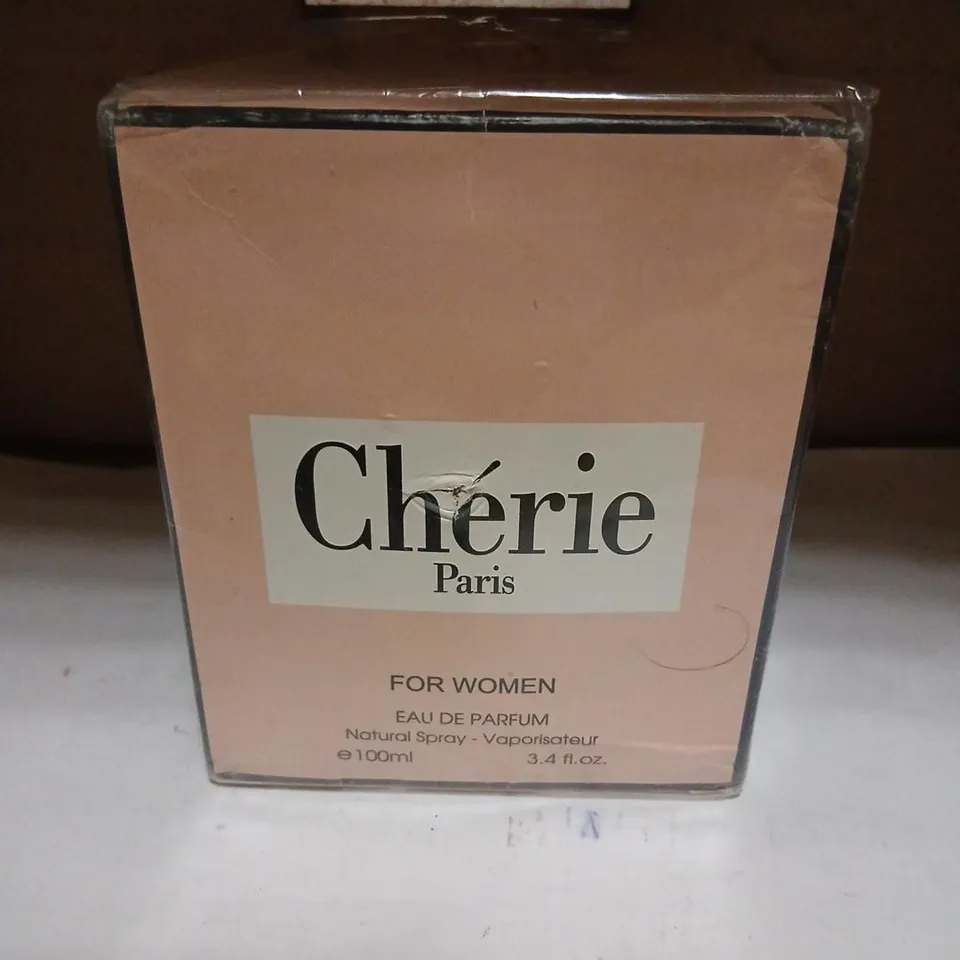 Chérie
Paris
FOR WOMEN
EAU DE PARFUM
Natural Spray - Vaporisateur
℮100ml 3.4 fl.oz.